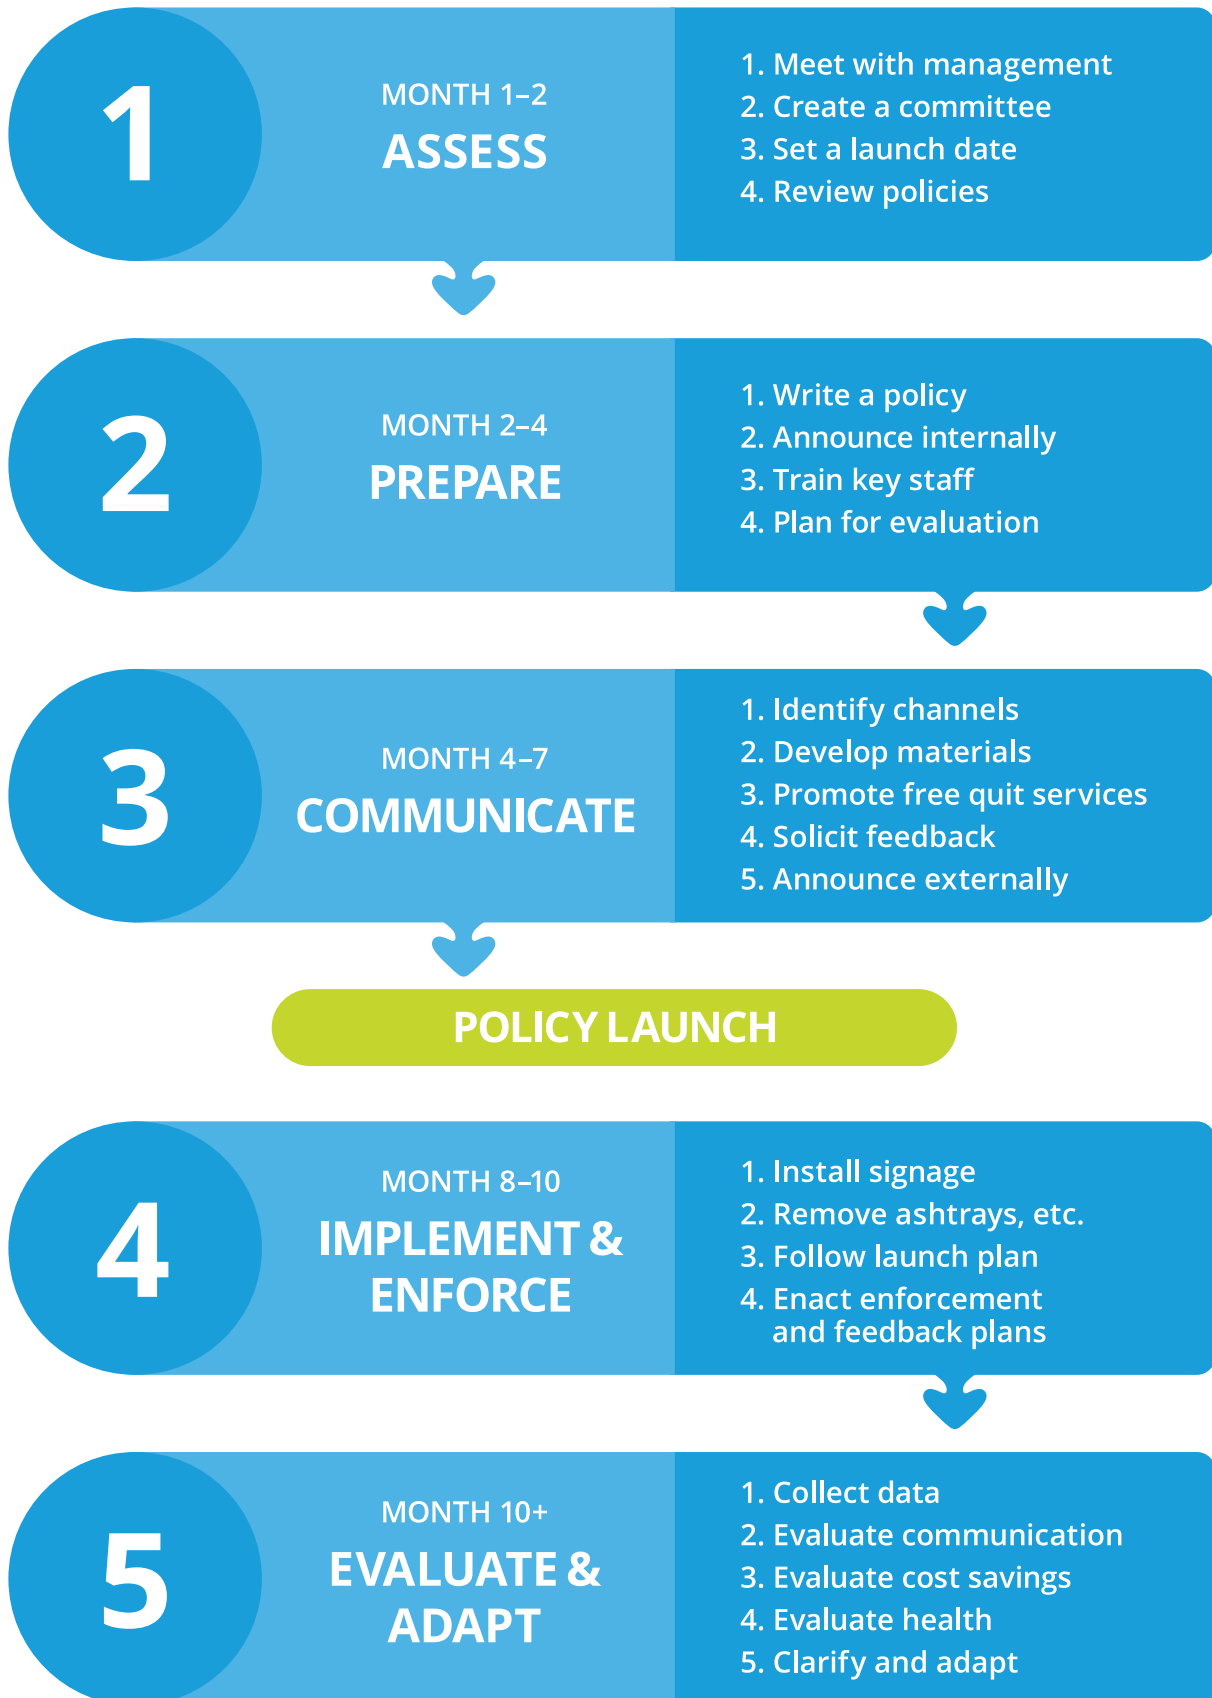 1
MONTH 1–2
ASSESS
1. Meet with management
2. Create a committee
3. Set a launch date
4. Review policies
2
MONTH 2–4
PREPARE
1. Write a policy
2. Announce internally
3. Train key staff
4. Plan for evaluation
3
MONTH 4–7
COMMUNICATE
1. Identify channels
2. Develop materials
3. Promote free quit services
4. Solicit feedback
5. Announce externally
POLICY LAUNCH
4
MONTH 8–10
IMPLEMENT &
ENFORCE
1. Install signage
2. Remove ashtrays, etc.
3. Follow launch plan
4. Enact enforcement
and feedback plans
5
MONTH 10+
EVALUATE &
ADAPT
1. Collect data
2. Evaluate communication
3. Evaluate cost savings
4. Evaluate health
5. Clarify and adapt